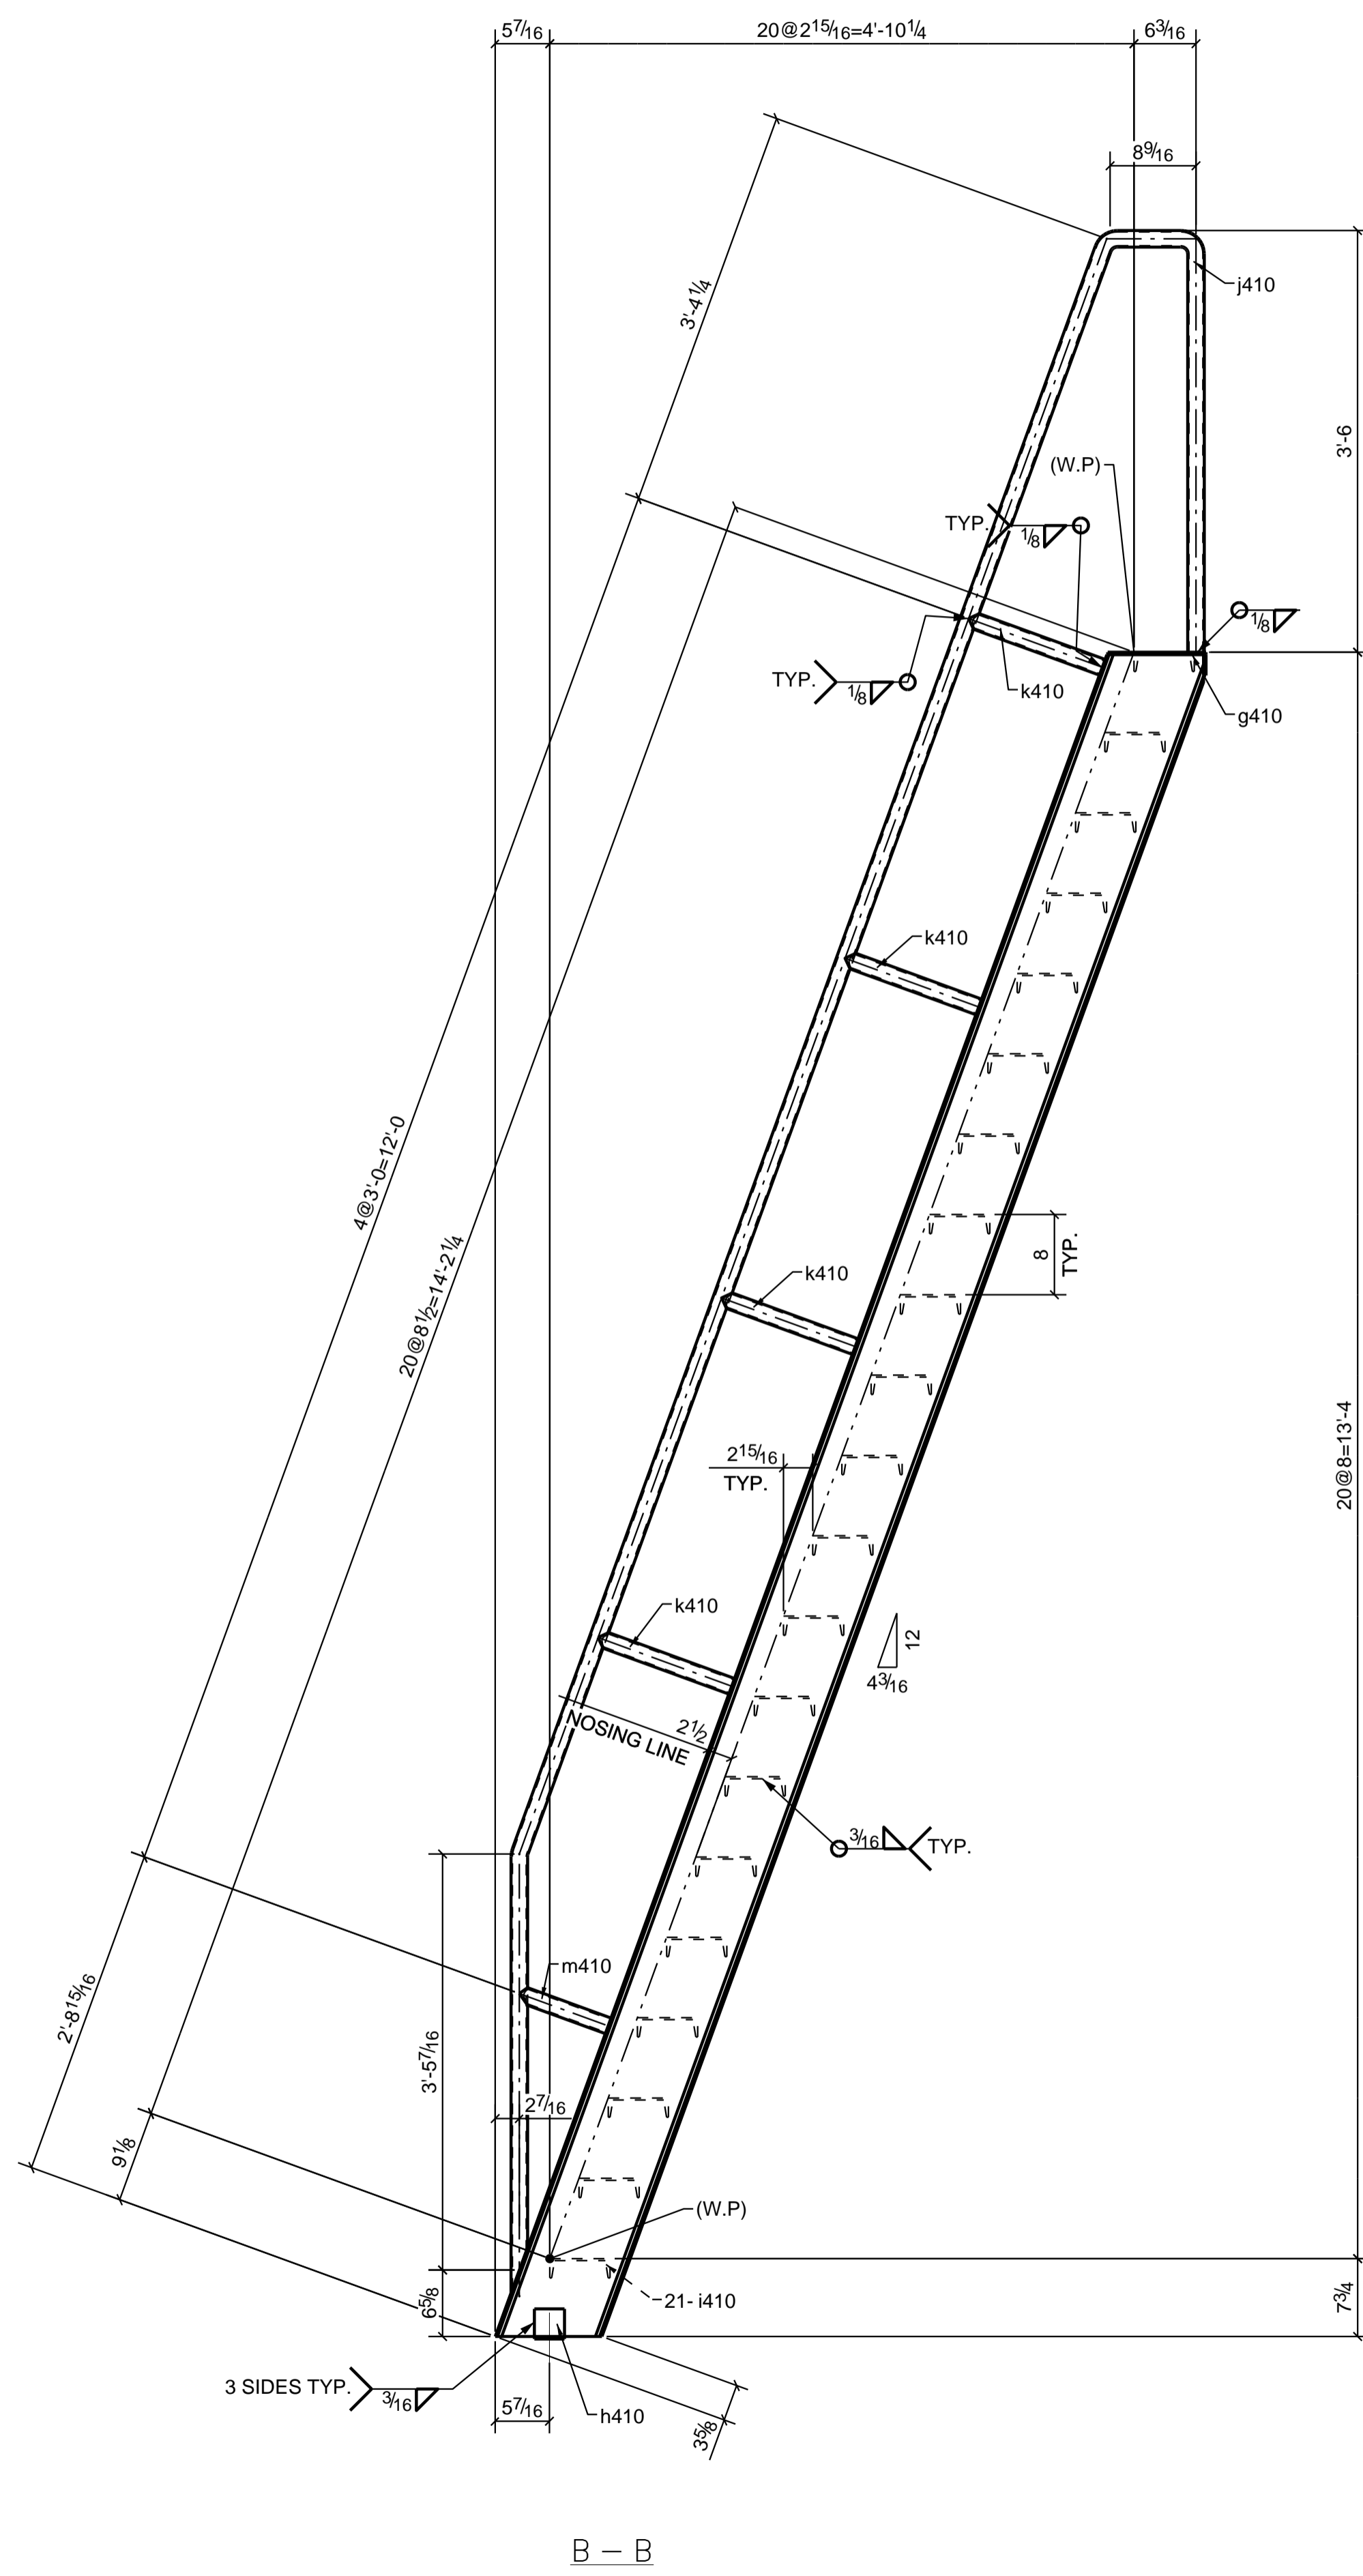 5 7/16
20@2 15/16=4'-10 1/4
6 3/16
8 9/16
j410
3'-4 1/4
3'-6
(W.P)
TYP.
1/8
1/8
TYP.
1/8
k410
g410
k410
4@3'-0=12'-0
20@8 1/2=14'-2 1/4
8
TYP.
k410
20@8=13'-4
2 15/16
TYP.
k410
12
4 3/16
2 1/2
NOSING LINE
3/16
TYP.
m410
2'-8 15/16
3'-5 7/16
2 7/16
9 1/8
(W.P)
21- i410
6 5/8
7 3/4
3 SIDES TYP.
3/16
5 7/16
h410
3 5/8
B – B